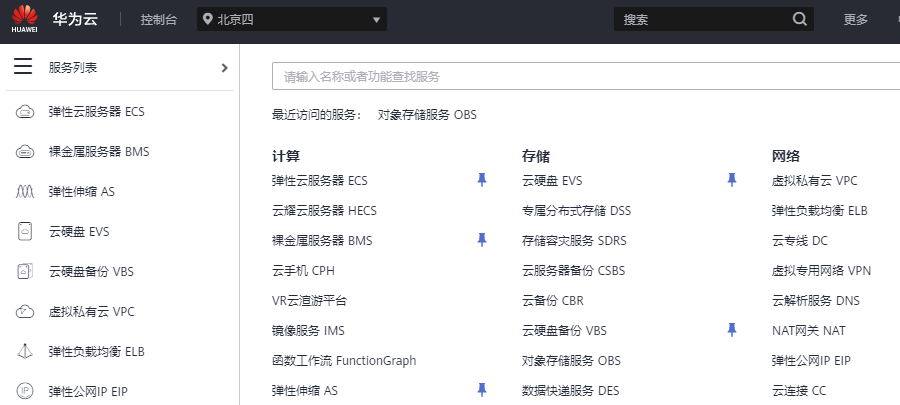 HUAWEI 华为云 控制台 北京四 搜索 更多
服务列表
弹性云服务器 ECS
裸金属服务器 BMS
弹性伸缩 AS
云硬盘 EVS
云硬盘备份 VBS
虚拟私有云 VPC
弹性负载均衡 ELB
IP 弹性公网IP EIP
请输入名称或者功能查找服务
最近访问的服务： 对象存储服务 OBS
计算
弹性云服务器 ECS
云耀云服务器 HECS
裸金属服务器 BMS
云手机 CPH
VR云渲游平台
镜像服务 IMS
函数工作流 FunctionGraph
弹性伸缩 AS
存储
云硬盘 EVS
专属分布式存储 DSS
存储容灾服务 SDRS
云服务器备份 CSBS
云备份 CBR
云硬盘备份 VBS
对象存储服务 OBS
数据快递服务 DES
网络
虚拟私有云 VPC
弹性负载均衡 ELB
云专线 DC
虚拟专用网络 VPN
云解析服务 DNS
NAT网关 NAT
弹性公网IP EIP
云连接 CC